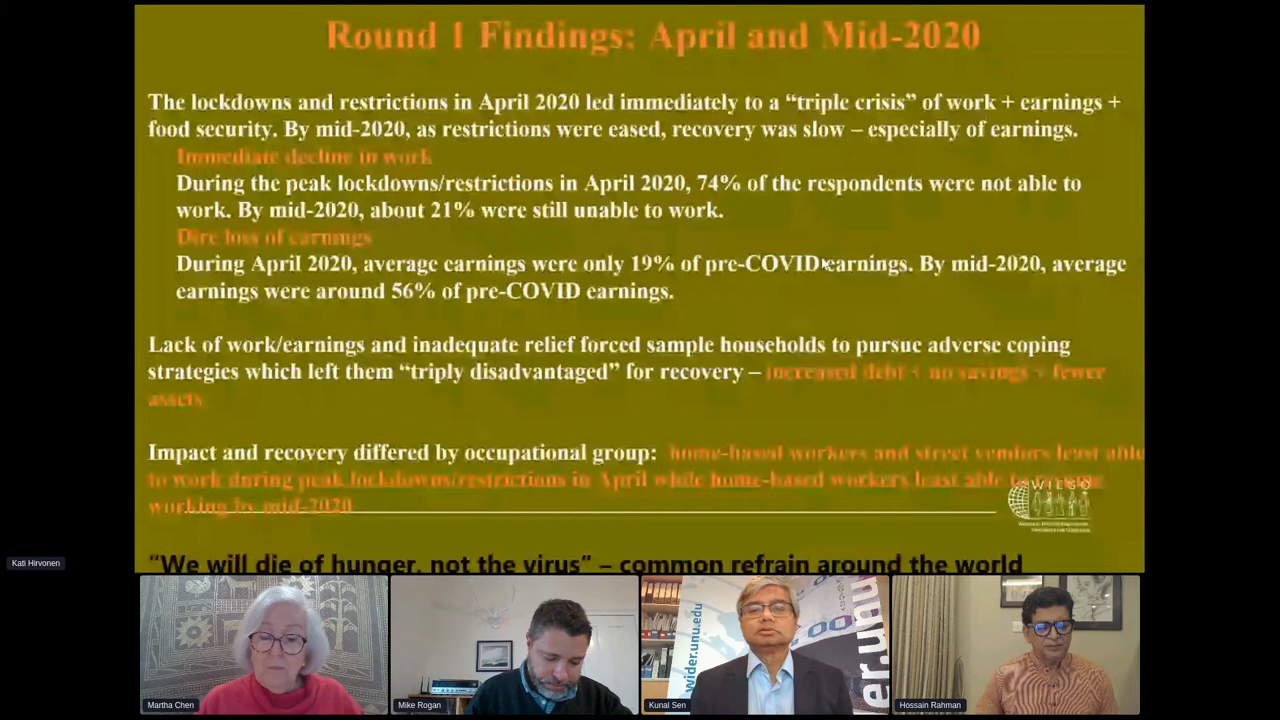 Round 1 Findings: April and Mid-2020
The lockdowns and restrictions in April 2020 led immediately to a “triple crisis” of work + earnings +
food security. By mid-2020, as restrictions were eased, recovery was slow – especially of earnings.
Immediate decline in work
During the peak lockdowns/restrictions in April 2020, 74% of the respondents were not able to
work. By mid-2020, about 21% were still unable to work.
Dire loss of earnings
During April 2020, average earnings were only 19% of pre-COVID earnings. By mid-2020, average
earnings were around 56% of pre-COVID earnings.
Lack of work/earnings and inadequate relief forced sample households to pursue adverse coping
strategies which left them “triply disadvantaged” for recovery – increased debt + no savings + fewer
assets
Impact and recovery differed by occupational group: home-based workers and street vendors least able
to work during peak lockdowns/restrictions in April while home-based workers least able
working by mid-2020
WIEGO
“We will die of hunger, not the virus” – common refrain around the world
Kati Hirvonen
wider.unu.edu
er.unu
Martha Chen
Mike Rogan
Kunal Sen
Hossain Rahman